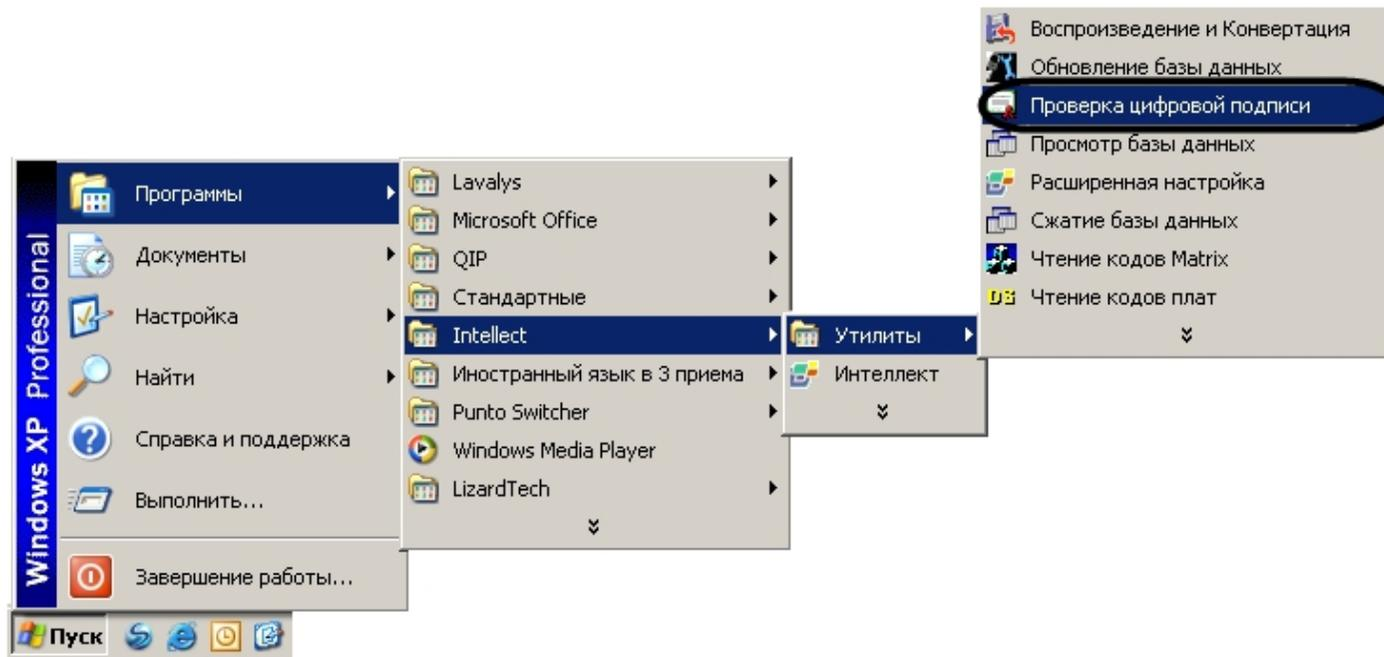 Windows XP Professional
Программы
Документы
Настройка
Найти
Справка и поддержка
Выполнить...
Завершение работы...
Пуск
Lavalys
Microsoft Office
QIP
Стандартные
Intellect
Иностранный язык в 3 приема
Punto Switcher
Windows Media Player
LizardTech
Утилиты
Интеллект
Воспроизведение и Конвертация
Обновление базы данных
Проверка цифровой подписи
Просмотр базы данных
Расширенная настройка
Сжатие базы данных
Чтение кодов Matrix
DS Чтение кодов плат